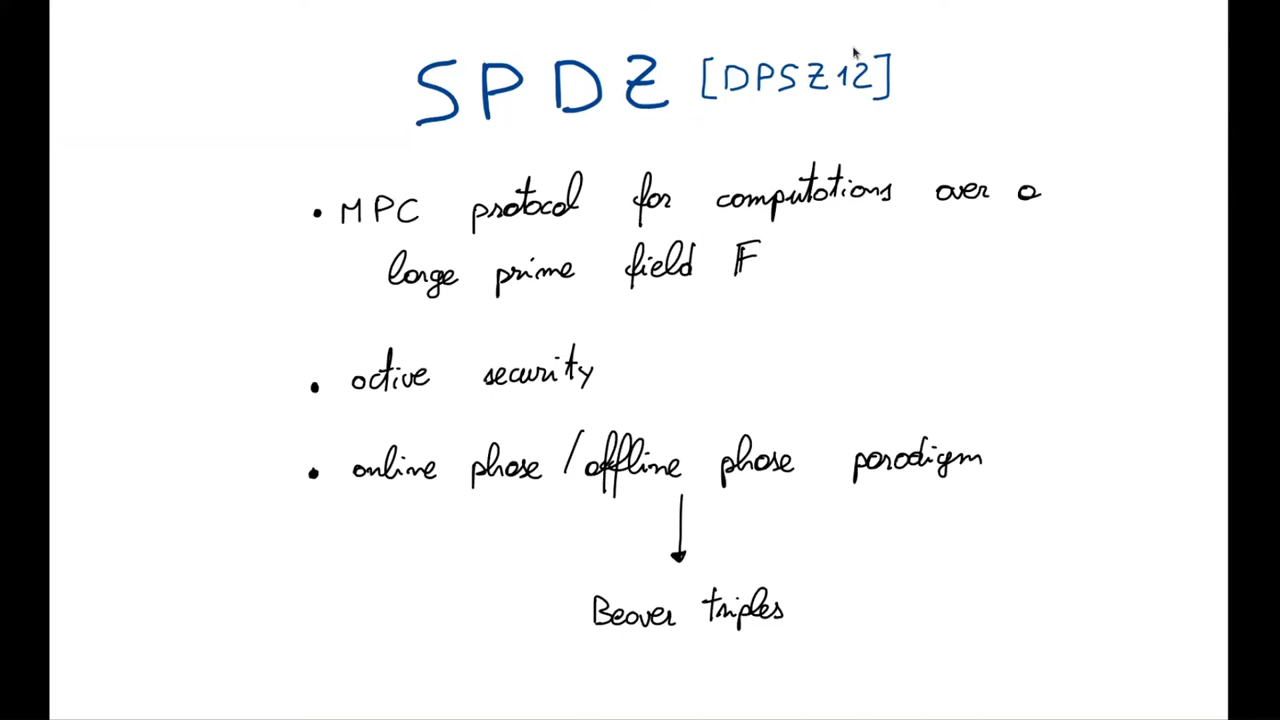 SPDZ [DPSZ12]
• MPC protocol for computations over a
large prime field 𝔽
• active security
• online phase / offline phase paradigm
Beaver triples